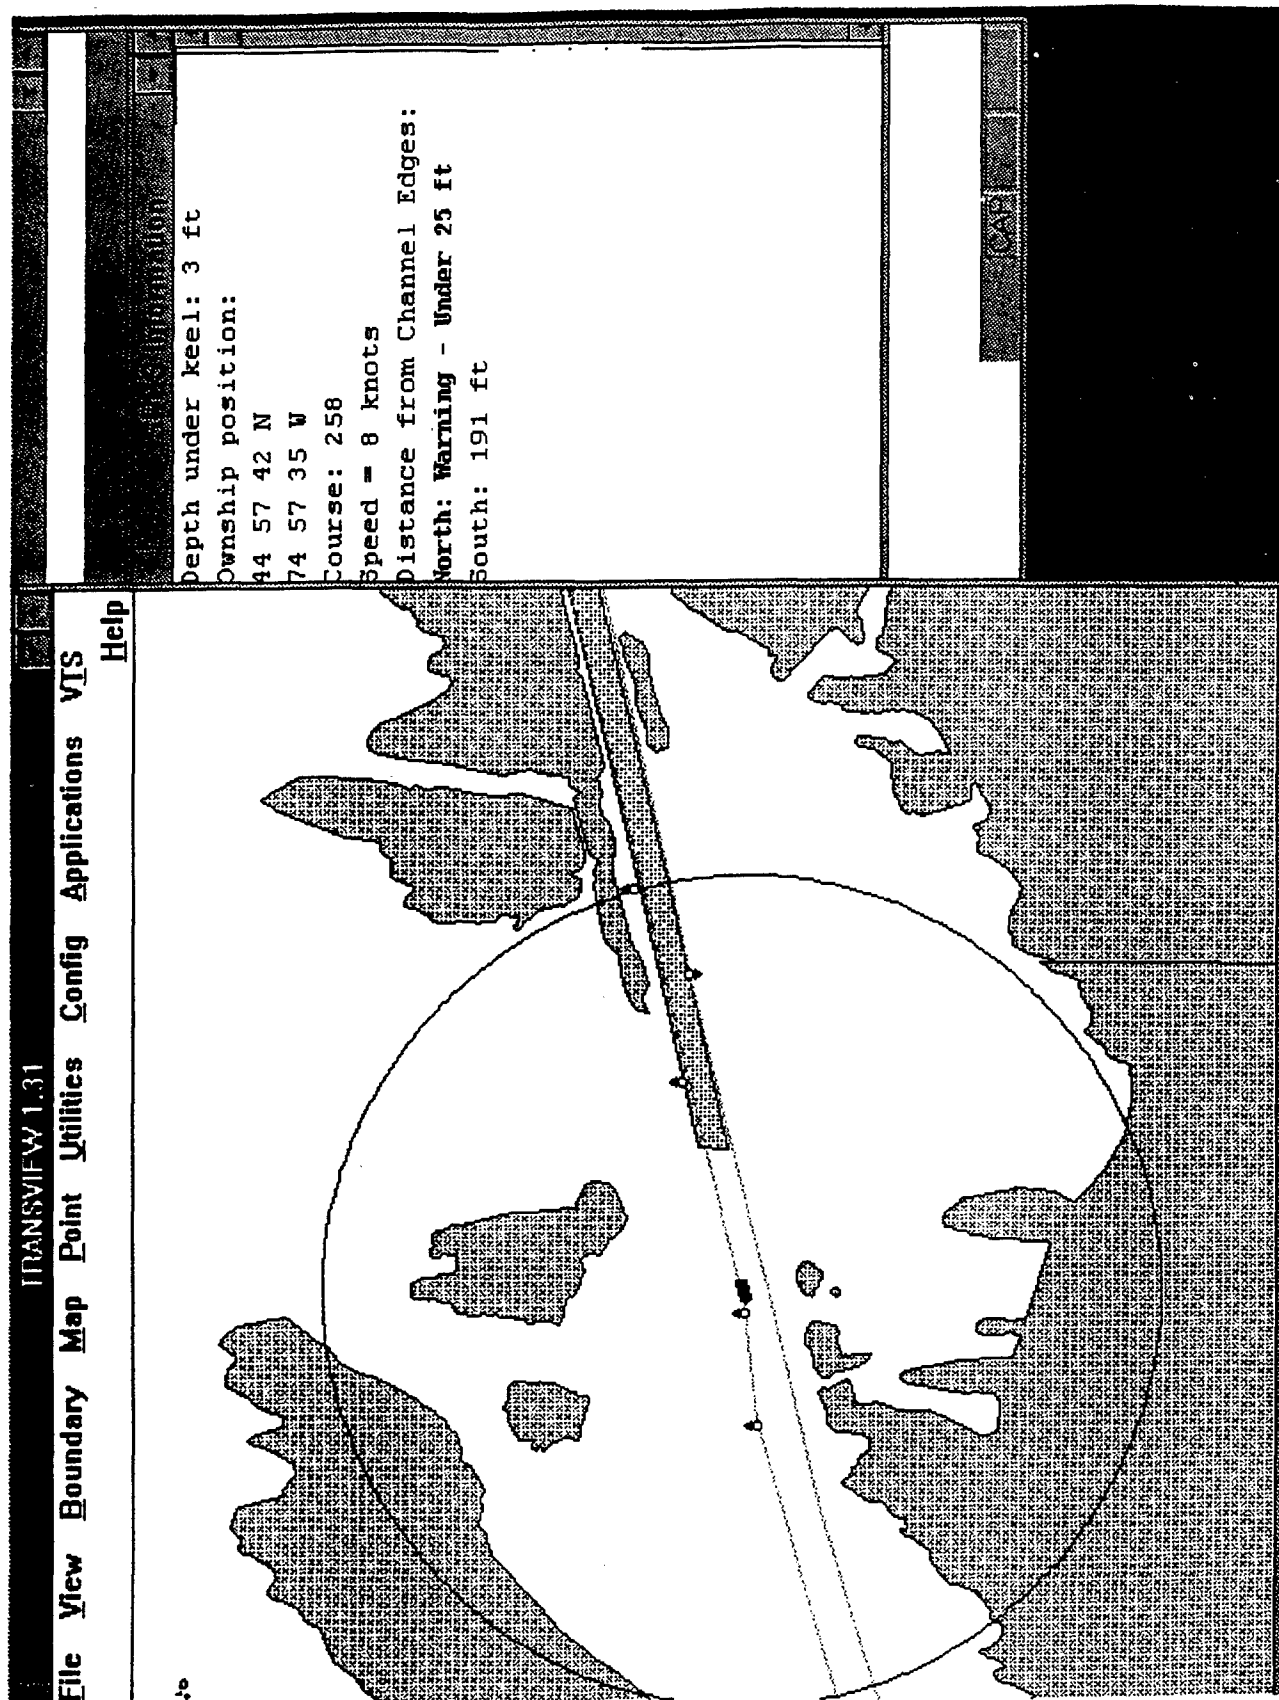 TRANSVIEW 1.31
File View Boundary Map Point Utilities Config Applications VTS
Help
Depth under keel: 3 ft
Ownship position:
44 57 42 N
74 57 35 W
Course: 258
Speed = 8 knots
Distance from Channel Edges:
North: Warning - Under 25 ft
South: 191 ft
CAP